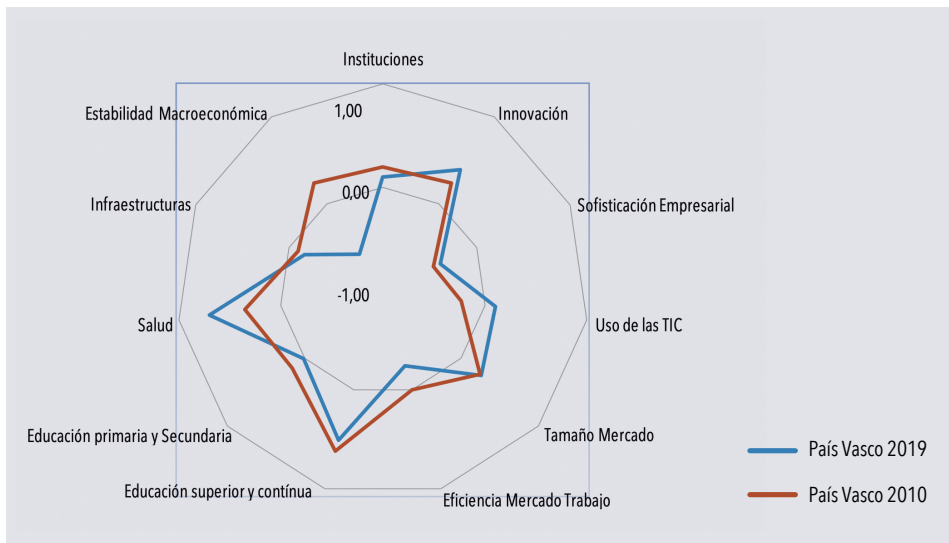 Instituciones
Estabilidad Macroeconómica
1,00
Innovación
Infraestructuras
0,00
Sofisticación Empresarial
-1,00
Salud
Uso de las TIC
Educación primaria y Secundaria
Tamaño Mercado
Educación superior y contínua
Eficiencia Mercado Trabajo
País Vasco 2019
País Vasco 2010